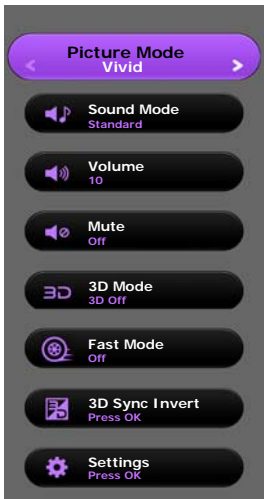 Picture Mode
Vivid
Sound Mode
Standard
Volume
10
Mute
Off
3D
3D Mode
3D Off
Fast Mode
Off
3D Sync Invert
Press OK
Settings
Press OK